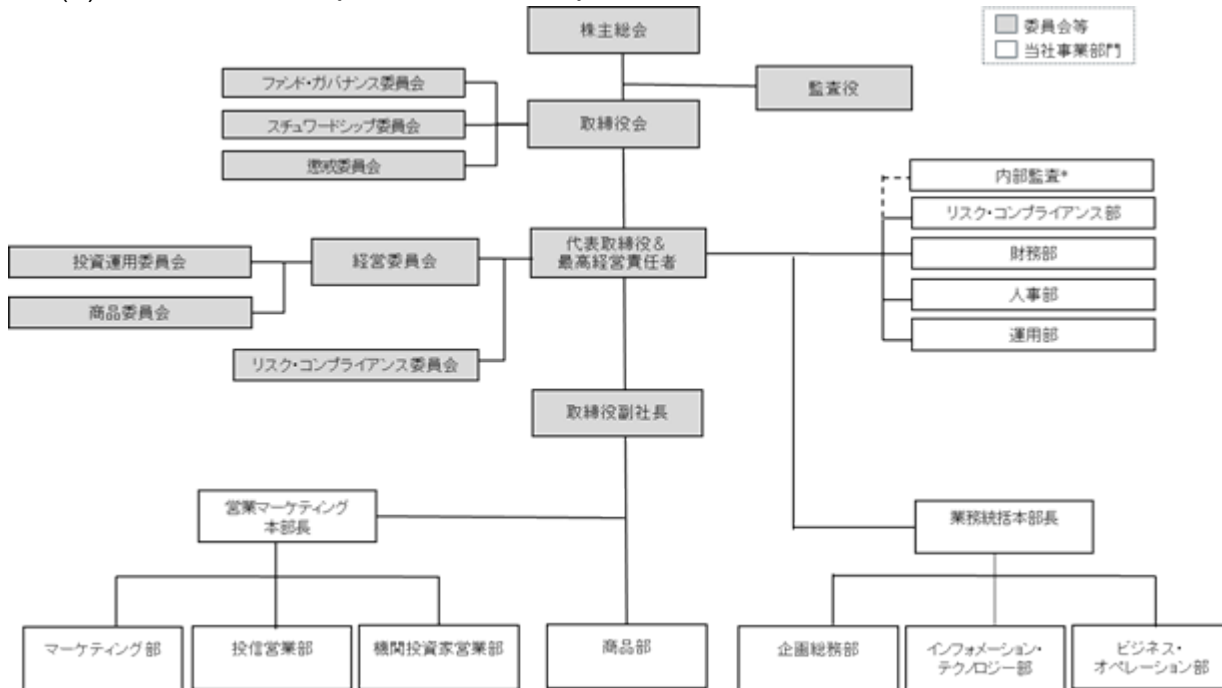 株主総会
委員会等
当社事業部門
ファンド・ガバナンス委員会
監査役
スチュワードシップ委員会
取締役会
懲戒委員会
内部監査*
リスク・コンプライアンス部
代表取締役&
最高経営責任者
経営委員会
投資運用委員会
財務部
商品委員会
人事部
運用部
リスク・コンプライアンス委員会
取締役副社長
営業マーケティング
本部長
業務統括本部長
マーケティング部
投信営業部
機関投資家営業部
商品部
企画総務部
インフォメーション・
テクノロジー部
ビジネス・
オペレーション部